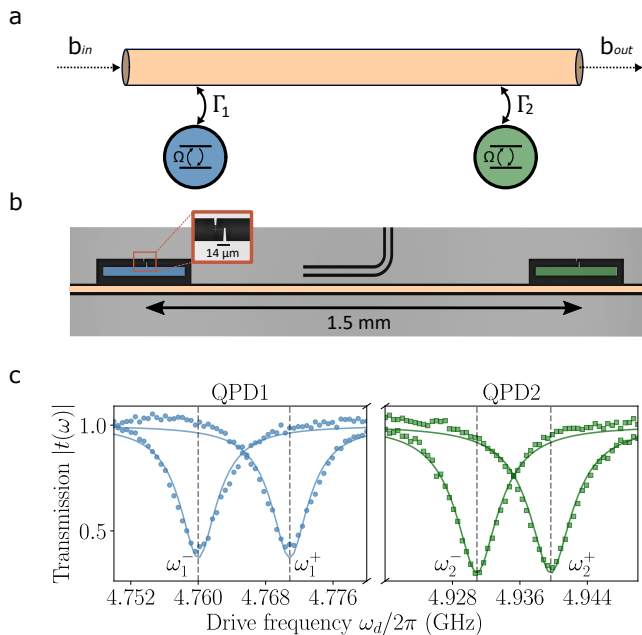 a
b_in
b_out
Γ_1
Γ_2
Ω
Ω
b
14 μm
1.5 mm
c
QPD1
QPD2
Transmission |t(ω)|
1.0
0.5
ω_1^-
ω_1^+
ω_2^-
ω_2^+
4.752 4.760 4.768 4.776
4.928 4.936 4.944
Drive frequency ω_d/2π (GHz)